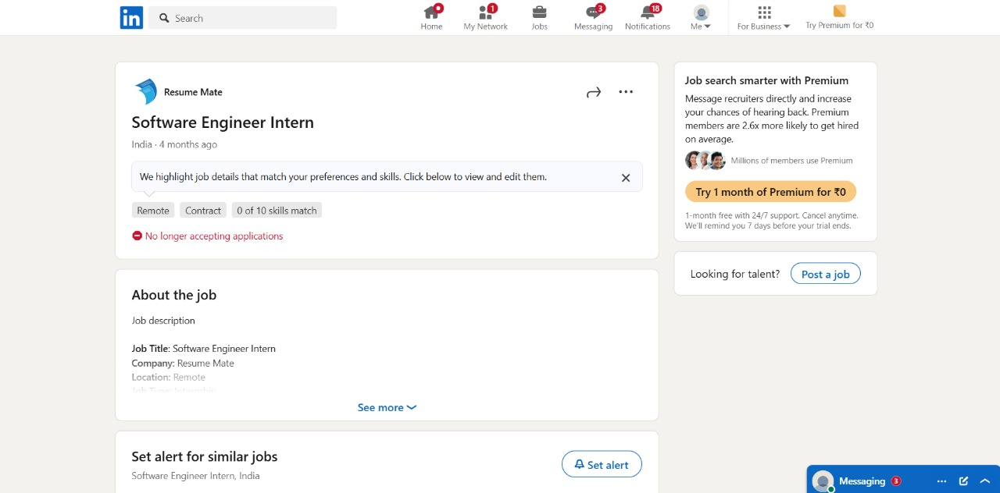 in
Search
Home
My Network
1
Jobs
Messaging
3
Notifications
18
Me
For Business
Try Premium for ₹0
Resume Mate
Software Engineer Intern
India · 4 months ago
We highlight job details that match your preferences and skills. Click below to view and edit them.
Remote
Contract
0 of 10 skills match
No longer accepting applications
About the job
Job description
Job Title: Software Engineer Intern
Company: Resume Mate
Location: Remote
Job Type: Internship
See more
Set alert for similar jobs
Software Engineer Intern, India
Set alert
Job search smarter with Premium
Message recruiters directly and increase
your chances of hearing back. Premium
members are 2.6x more likely to get hired
on average.
Millions of members use Premium
Try 1 month of Premium for ₹0
1-month free with 24/7 support. Cancel anytime.
We'll remind you 7 days before your trial ends.
Looking for talent?
Post a job
Messaging
3